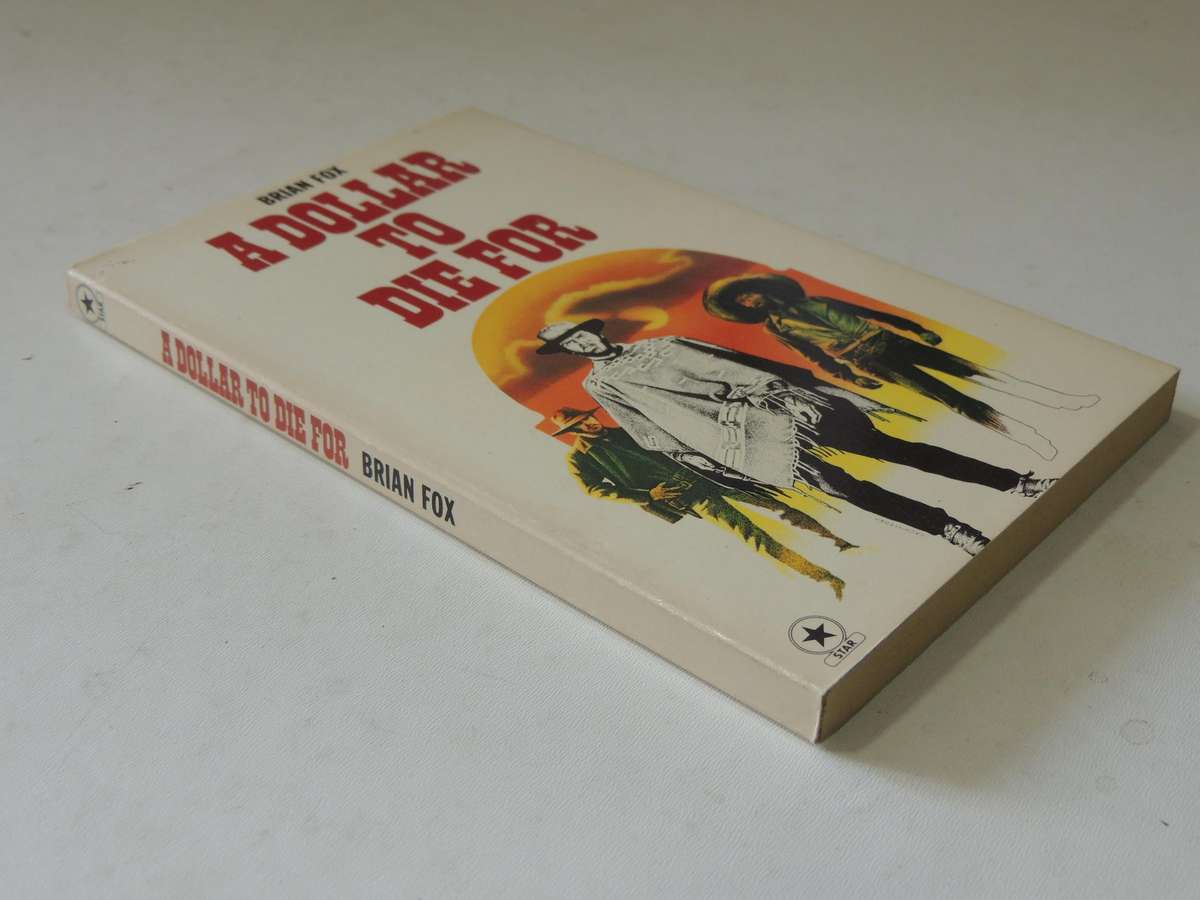 BRIAN FOX
A DOLLAR
TO
DIE FOR
STAR
STAR
A DOLLAR TO DIE FOR
BRIAN FOX